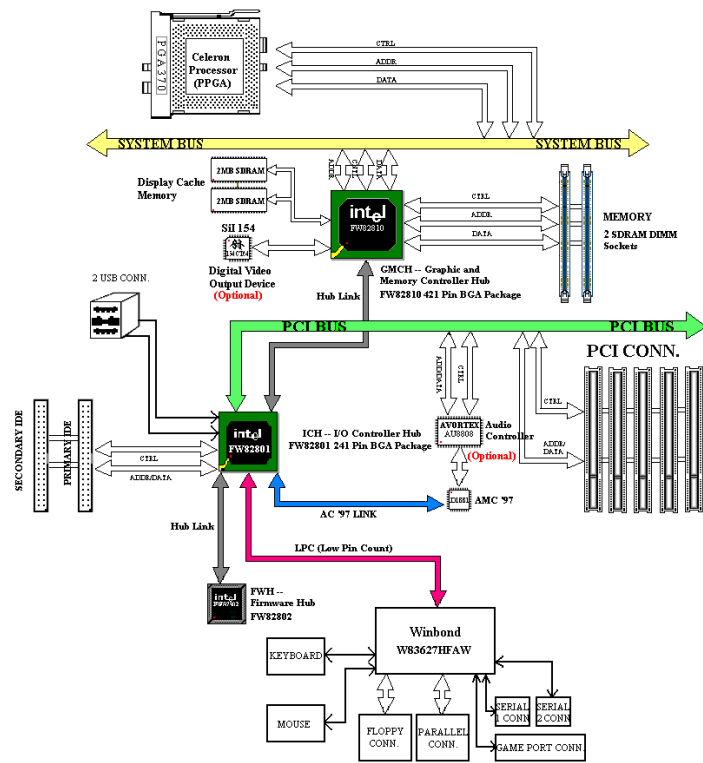 PGA370
Celeron
Processor
(PPGA)
CTRL
ADDR
DATA
SYSTEM BUS
SYSTEM BUS
ADDR
CTRL
DATA
2MB SDRAM
2MB SDRAM
Display Cache
Memory
intel
FW82810
CTRL
ADDR
DATA
MEMORY
2 SDRAM DIMM
Sockets
SiI 154
Digital Video
Output Device
(Optional)
GMCH -- Graphic and
Memory Controller Hub
FW82810 421 Pin BGA Package
Hub Link
2 USB CONN.
PCI BUS
PCI BUS
PCI CONN.
ADD/DATA
CTRL
CTRL
ADDR/
DATA
SECONDARY IDE
PRIMARY IDE
CTRL
ADDR/DATA
intel
FW82801
ICH -- I/O Controller Hub
FW82801 241 Pin BGA Package
AVORTEX
AU8808
Audio
Controller
(Optional)
AMC '97
AC '97 LINK
Hub Link
LPC (Low Pin Count)
intel
FW82802
FWH --
Firmware Hub
FW82802
Winbond
W83627HFAW
KEYBOARD
MOUSE
FLOPPY
CONN.
PARALLEL
CONN.
SERIAL
1 CONN
SERIAL
2 CONN
GAME PORT CONN.